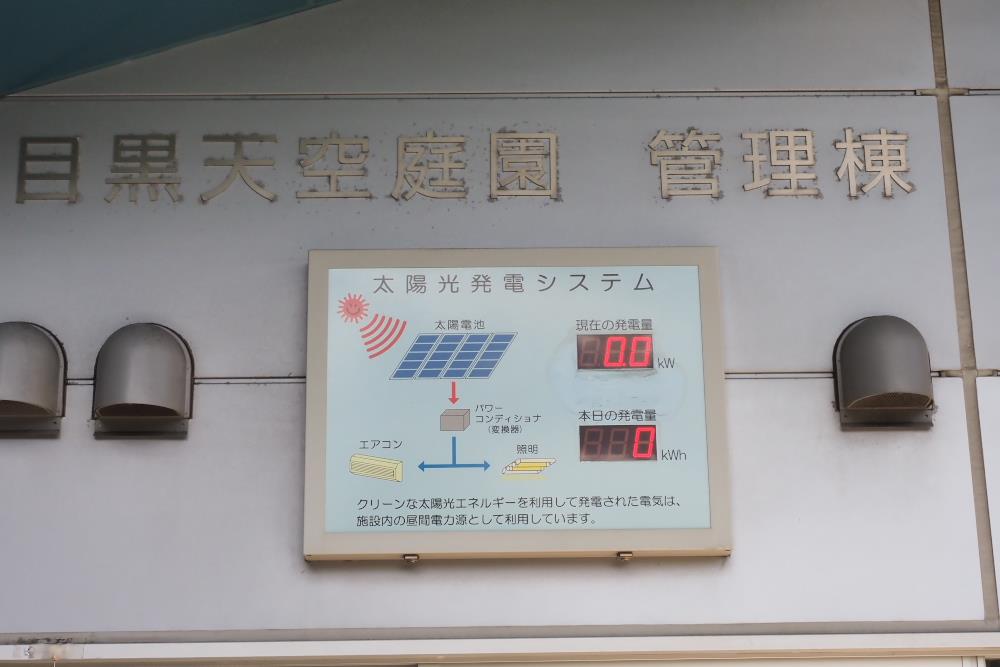 目黒天空庭園 管理棟
太陽光発電システム
太陽電池
現在の発電量
0.0 kW
パワー
コンディショナ
(変換器)
本日の発電量
0 kWh
エアコン
照明
クリーンな太陽光エネルギーを利用して発電された電気は、
施設内の昼間電力源として利用しています。